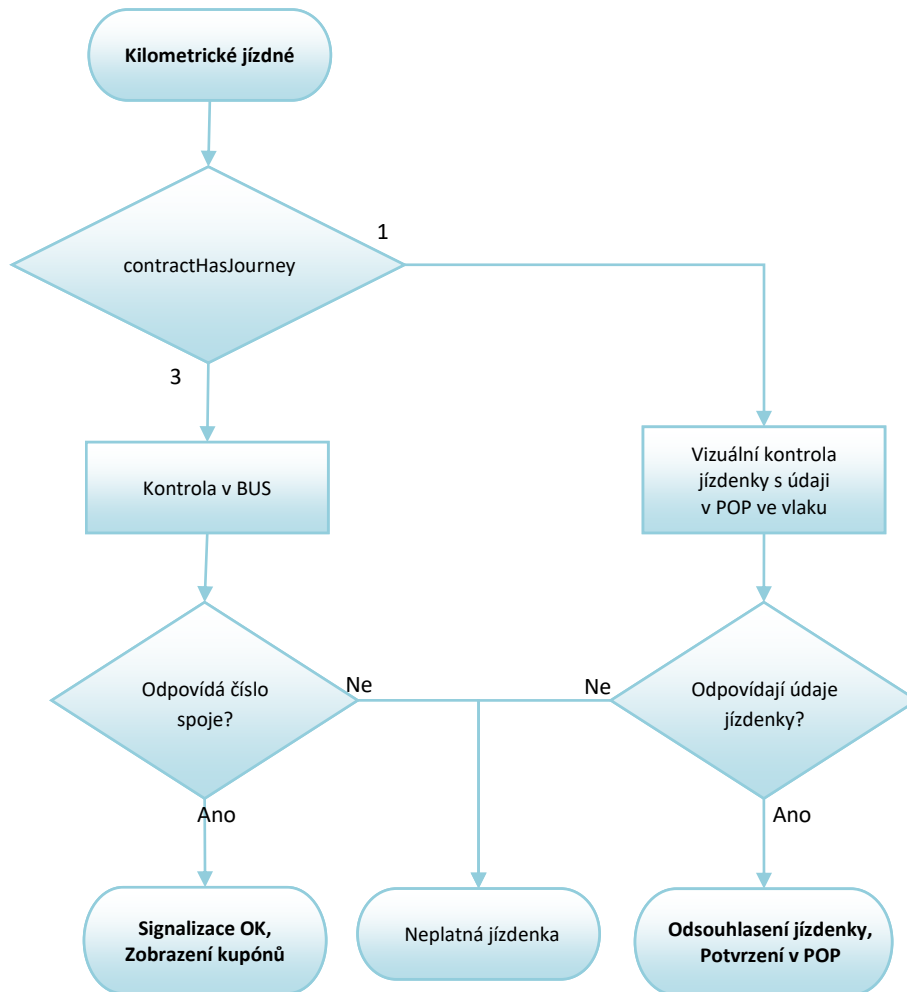 Kilometrické jízdné
1
contractHasJourney
3
Kontrola v BUS
Vizuální kontrola
jízdenky s údaji
v POP ve vlaku
Odpovídá číslo
spoje?
Ne
Ne
Odpovídají údaje
jízdenky?
Ano
Ano
Signalizace OK,
Zobrazení kupónů
Neplatná jízdenka
Odsouhlasení jízdenky,
Potvrzení v POP